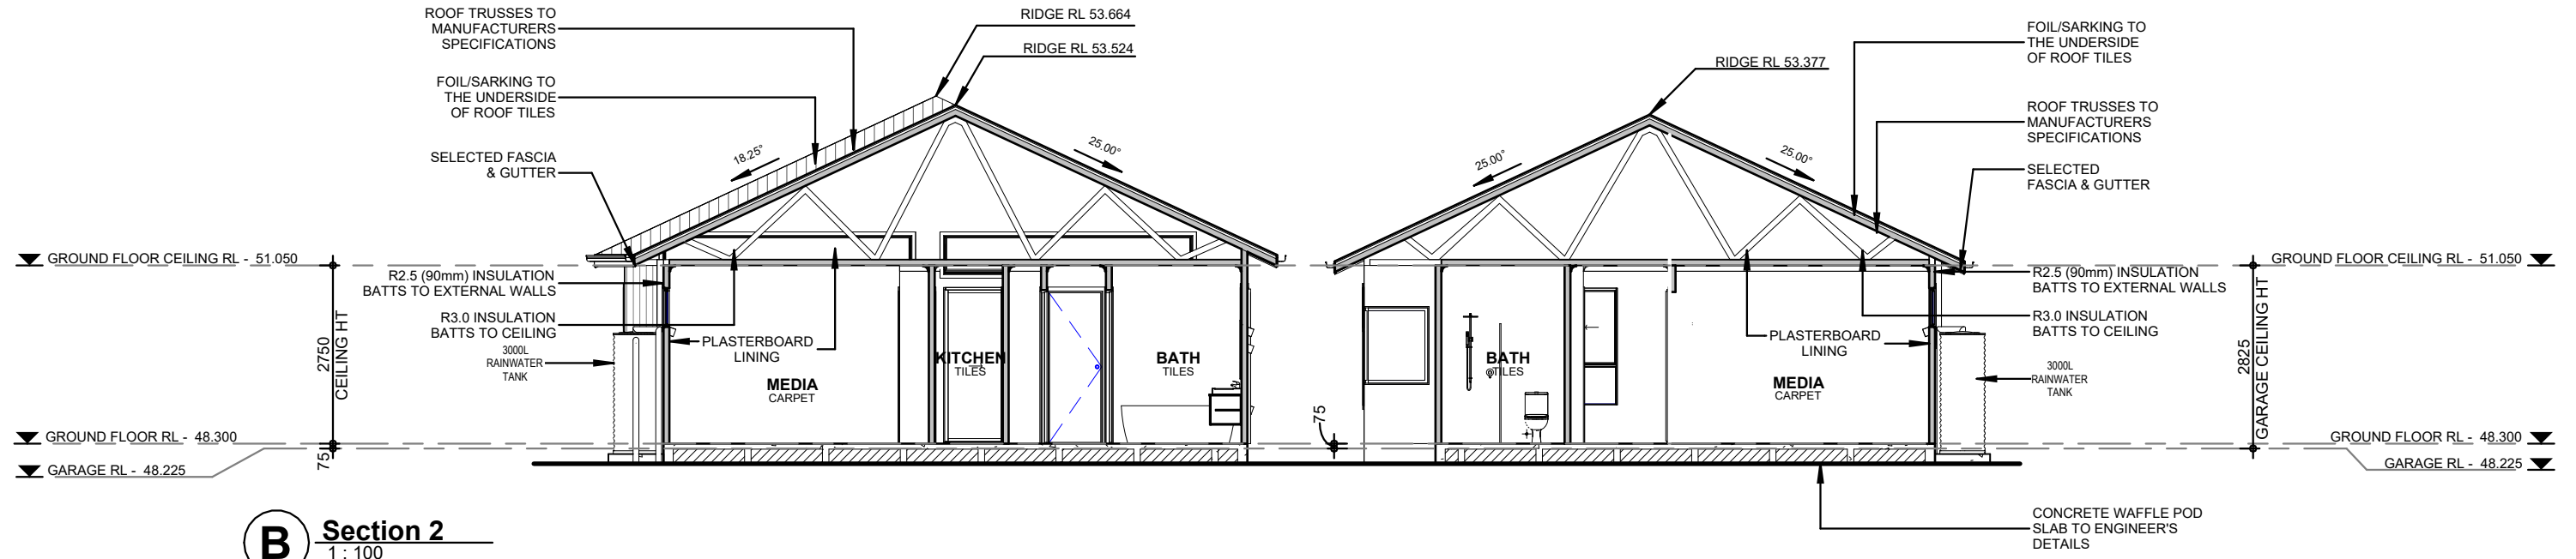 ROOF TRUSSES TO
MANUFACTURERS
SPECIFICATIONS
FOIL/SARKING TO
THE UNDERSIDE
OF ROOF TILES
SELECTED FASCIA
& GUTTER
RIDGE RL 53.664
RIDGE RL 53.524
18.25°
25.00°
GROUND FLOOR CEILING RL - 51.050
R2.5 (90mm) INSULATION
BATTS TO EXTERNAL WALLS
R3.0 INSULATION
BATTS TO CEILING
3000L
RAINWATER
TANK
PLASTERBOARD
LINING
2750
CEILING HT
MEDIA
CARPET
KITCHEN
TILES
BATH
TILES
GROUND FLOOR RL - 48.300
75
GARAGE RL - 48.225
RIDGE RL 53.377
25.00°
25.00°
FOIL/SARKING TO
THE UNDERSIDE
OF ROOF TILES
ROOF TRUSSES TO
MANUFACTURERS
SPECIFICATIONS
SELECTED
FASCIA & GUTTER
GROUND FLOOR CEILING RL - 51.050
R2.5 (90mm) INSULATION
BATTS TO EXTERNAL WALLS
R3.0 INSULATION
BATTS TO CEILING
PLASTERBOARD
LINING
3000L
RAINWATER
TANK
BATH
TILES
MEDIA
CARPET
75
2825
GARAGE CEILING HT
GROUND FLOOR RL - 48.300
GARAGE RL - 48.225
CONCRETE WAFFLE POD
SLAB TO ENGINEER'S
DETAILS
B
Section 2
1 : 100